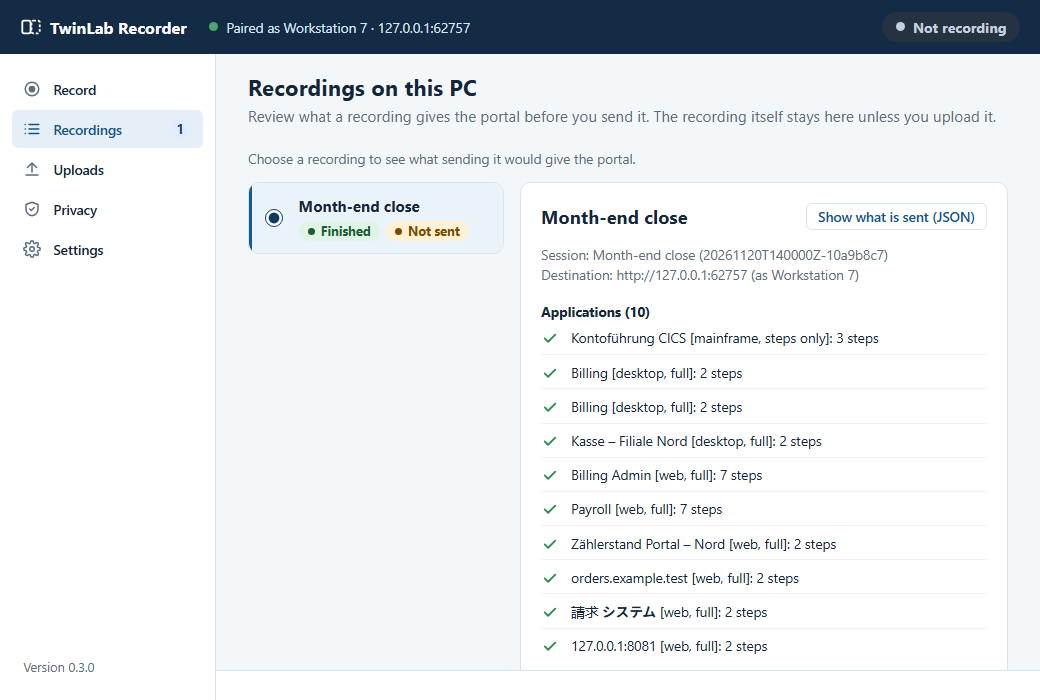 TwinLab Recorder
Paired as Workstation 7 · 127.0.0.1:62757
Not recording
Record
Recordings 1
Uploads
Privacy
Settings
Version 0.3.0
Recordings on this PC
Review what a recording gives the portal before you send it. The recording itself stays here unless you upload it.
Choose a recording to see what sending it would give the portal.
Month-end close
Finished
Not sent
Month-end close
Show what is sent (JSON)
Session: Month-end close (20261120T140000Z-10a9b8c7)
Destination: http://127.0.0.1:62757 (as Workstation 7)
Applications (10)
Kontoführung CICS [mainframe, steps only]: 3 steps
Billing [desktop, full]: 2 steps
Billing [desktop, full]: 2 steps
Kasse – Filiale Nord [desktop, full]: 2 steps
Billing Admin [web, full]: 7 steps
Payroll [web, full]: 7 steps
Zählerstand Portal – Nord [web, full]: 2 steps
orders.example.test [web, full]: 2 steps
請求 システム [web, full]: 2 steps
127.0.0.1:8081 [web, full]: 2 steps